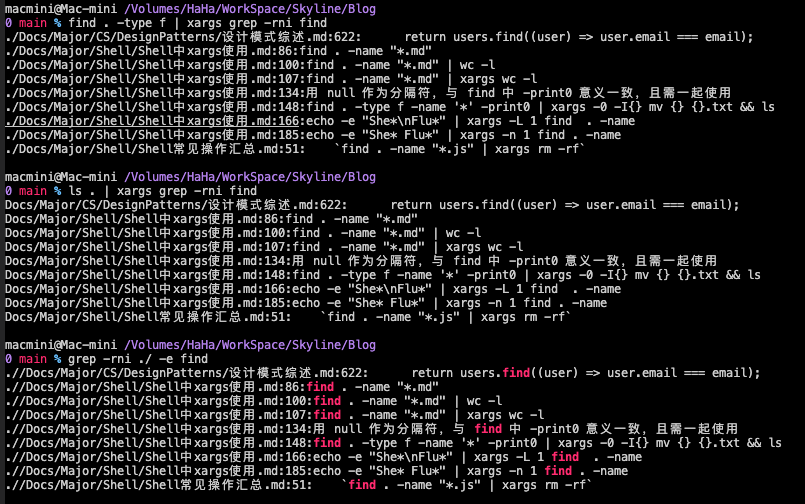 macmini@Mac-mini /Volumes/HaHa/WorkSpace/Skyline/Blog
0 main % find . -type f | xargs grep -rni find
./Docs/Major/CS/DesignPatterns/设计模式综述.md:622:      return users.find((user) => user.email === email);
./Docs/Major/Shell/Shell中xargs使用.md:86:find . -name "*.md"
./Docs/Major/Shell/Shell中xargs使用.md:100:find . -name "*.md" | wc -l
./Docs/Major/Shell/Shell中xargs使用.md:107:find . -name "*.md" | xargs wc -l
./Docs/Major/Shell/Shell中xargs使用.md:134:用 null 作为分隔符，与 find 中 -print0 意义一致，且需一起使用
./Docs/Major/Shell/Shell中xargs使用.md:148:find . -type f -name '*' -print0 | xargs -0 -I{} mv {} {}.txt && ls
./Docs/Major/Shell/Shell中xargs使用.md:166:echo -e "She*\nFlu*" | xargs -L 1 find  . -name
./Docs/Major/Shell/Shell中xargs使用.md:185:echo -e "She* Flu*" | xargs -n 1 find . -name
./Docs/Major/Shell/Shell常见操作汇总.md:51:    `find . -name "*.js" | xargs rm -rf`
macmini@Mac-mini /Volumes/HaHa/WorkSpace/Skyline/Blog
0 main % ls . | xargs grep -rni find
Docs/Major/CS/DesignPatterns/设计模式综述.md:622:      return users.find((user) => user.email === email);
Docs/Major/Shell/Shell中xargs使用.md:86:find . -name "*.md"
Docs/Major/Shell/Shell中xargs使用.md:100:find . -name "*.md" | wc -l
Docs/Major/Shell/Shell中xargs使用.md:107:find . -name "*.md" | xargs wc -l
Docs/Major/Shell/Shell中xargs使用.md:134:用 null 作为分隔符，与 find 中 -print0 意义一致，且需一起使用
Docs/Major/Shell/Shell中xargs使用.md:148:find . -type f -name '*' -print0 | xargs -0 -I{} mv {} {}.txt && ls
Docs/Major/Shell/Shell中xargs使用.md:166:echo -e "She*\nFlu*" | xargs -L 1 find  . -name
Docs/Major/Shell/Shell中xargs使用.md:185:echo -e "She* Flu*" | xargs -n 1 find . -name
Docs/Major/Shell/Shell常见操作汇总.md:51:    `find . -name "*.js" | xargs rm -rf`
macmini@Mac-mini /Volumes/HaHa/WorkSpace/Skyline/Blog
0 main % grep -rni ./ -e find
.//Docs/Major/CS/DesignPatterns/设计模式综述.md:622:      return users.find((user) => user.email === email);
.//Docs/Major/Shell/Shell中xargs使用.md:86:find . -name "*.md"
.//Docs/Major/Shell/Shell中xargs使用.md:100:find . -name "*.md" | wc -l
.//Docs/Major/Shell/Shell中xargs使用.md:107:find . -name "*.md" | xargs wc -l
.//Docs/Major/Shell/Shell中xargs使用.md:134:用 null 作为分隔符，与 find 中 -print0 意义一致，且需一起使用
.//Docs/Major/Shell/Shell中xargs使用.md:148:find . -type f -name '*' -print0 | xargs -0 -I{} mv {} {}.txt && ls
.//Docs/Major/Shell/Shell中xargs使用.md:166:echo -e "She*\nFlu*" | xargs -L 1 find  . -name
.//Docs/Major/Shell/Shell中xargs使用.md:185:echo -e "She* Flu*" | xargs -n 1 find . -name
.//Docs/Major/Shell/Shell常见操作汇总.md:51:    `find . -name "*.js" | xargs rm -rf`